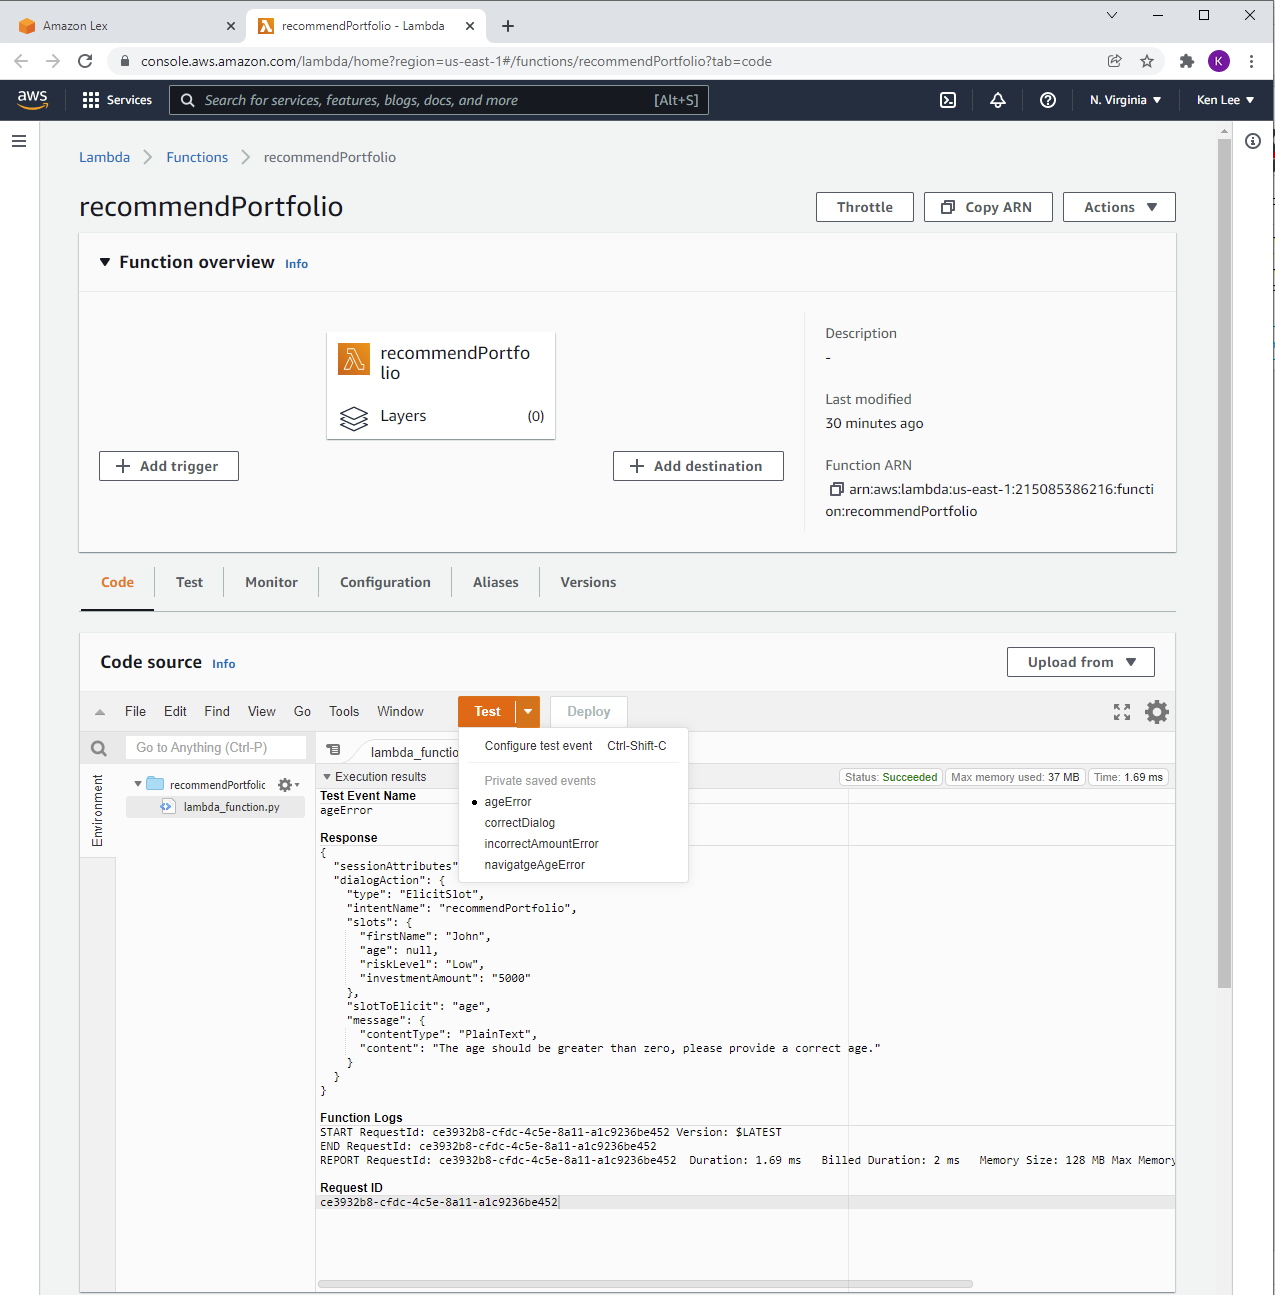 Amazon Lex
recommendPortfolio - Lambda
console.aws.amazon.com/lambda/home?region=us-east-1#/functions/recommendPortfolio?tab=code
K
aws
Services
Search for services, features, blogs, docs, and more [Alt+S]
N. Virginia
Ken Lee
Lambda
Functions
recommendPortfolio
recommendPortfolio
Throttle
Copy ARN
Actions
Function overview Info
recommendPortfo
lio
Layers (0)
Add trigger
Add destination
Description
-
Last modified
30 minutes ago
Function ARN
arn:aws:lambda:us-east-1:215085386216:functi
on:recommendPortfolio
Code
Test
Monitor
Configuration
Aliases
Versions
Code source Info
Upload from
File Edit Find View Go Tools Window
Test
Deploy
Go to Anything (Ctrl-P)
lambda_functio
Configure test event Ctrl-Shift-C
Private saved events
ageError
correctDialog
incorrectAmountError
navigatgeAgeError
Environment
recommendPortfolic
lambda_function.py
Execution results
Status: Succeeded
Max memory used: 37 MB
Time: 1.69 ms
Test Event Name
ageError
Response
{
"sessionAttributes"
"dialogAction": {
"type": "ElicitSlot",
"intentName": "recommendPortfolio",
"slots": {
"firstName": "John",
"age": null,
"riskLevel": "Low",
"investmentAmount": "5000"
},
"slotToElicit": "age",
"message": {
"contentType": "PlainText",
"content": "The age should be greater than zero, please provide a correct age."
}
}
}
Function Logs
START RequestId: ce3932b8-cfdc-4c5e-8a11-a1c9236be452 Version: $LATEST
END RequestId: ce3932b8-cfdc-4c5e-8a11-a1c9236be452
REPORT RequestId: ce3932b8-cfdc-4c5e-8a11-a1c9236be452 Duration: 1.69 ms Billed Duration: 2 ms Memory Size: 128 MB Max Memory
Request ID
ce3932b8-cfdc-4c5e-8a11-a1c9236be452